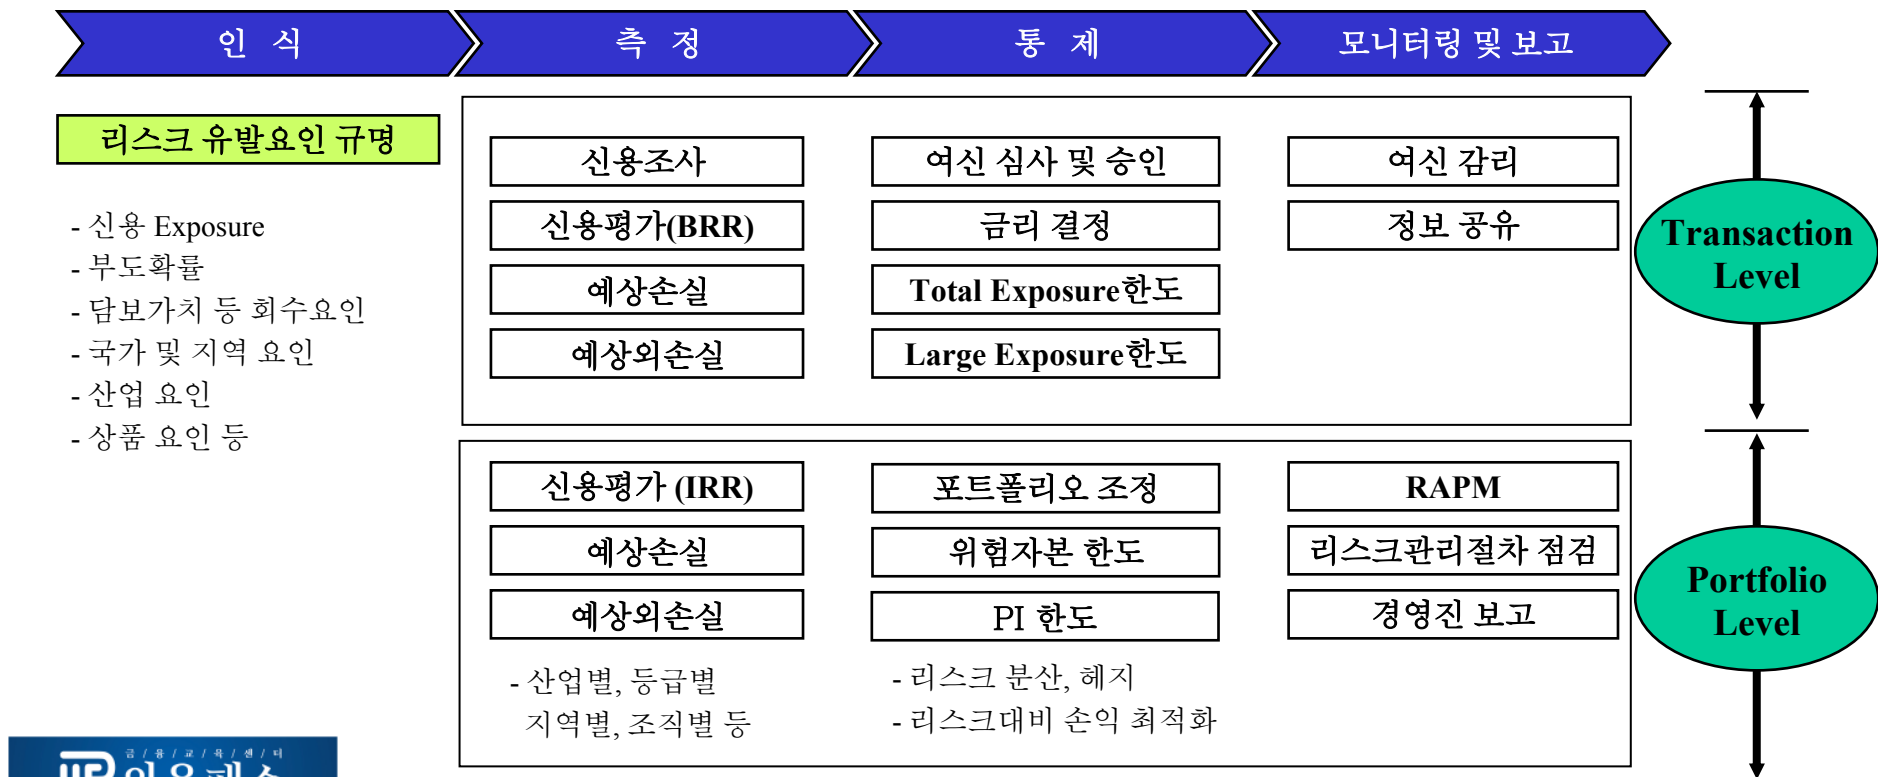 인 식
측 정
통 제
모니터링 및 보고
리스크 유발요인 규명
- 신용 Exposure
- 부도확률
- 담보가치 등 회수요인
- 국가 및 지역 요인
- 산업 요인
- 상품 요인 등
신용조사
신용평가(BRR)
예상손실
예상외손실
여신 심사 및 승인
금리 결정
Total Exposure한도
Large Exposure한도
여신 감리
정보 공유
Transaction
Level
신용평가 (IRR)
예상손실
예상외손실
- 산업별, 등급별
지역별, 조직별 등
포트폴리오 조정
위험자본 한도
PI 한도
- 리스크 분산, 헤지
- 리스크대비 손익 최적화
RAPM
리스크관리절차 점검
경영진 보고
Portfolio
Level
금/융/교/육/센/터